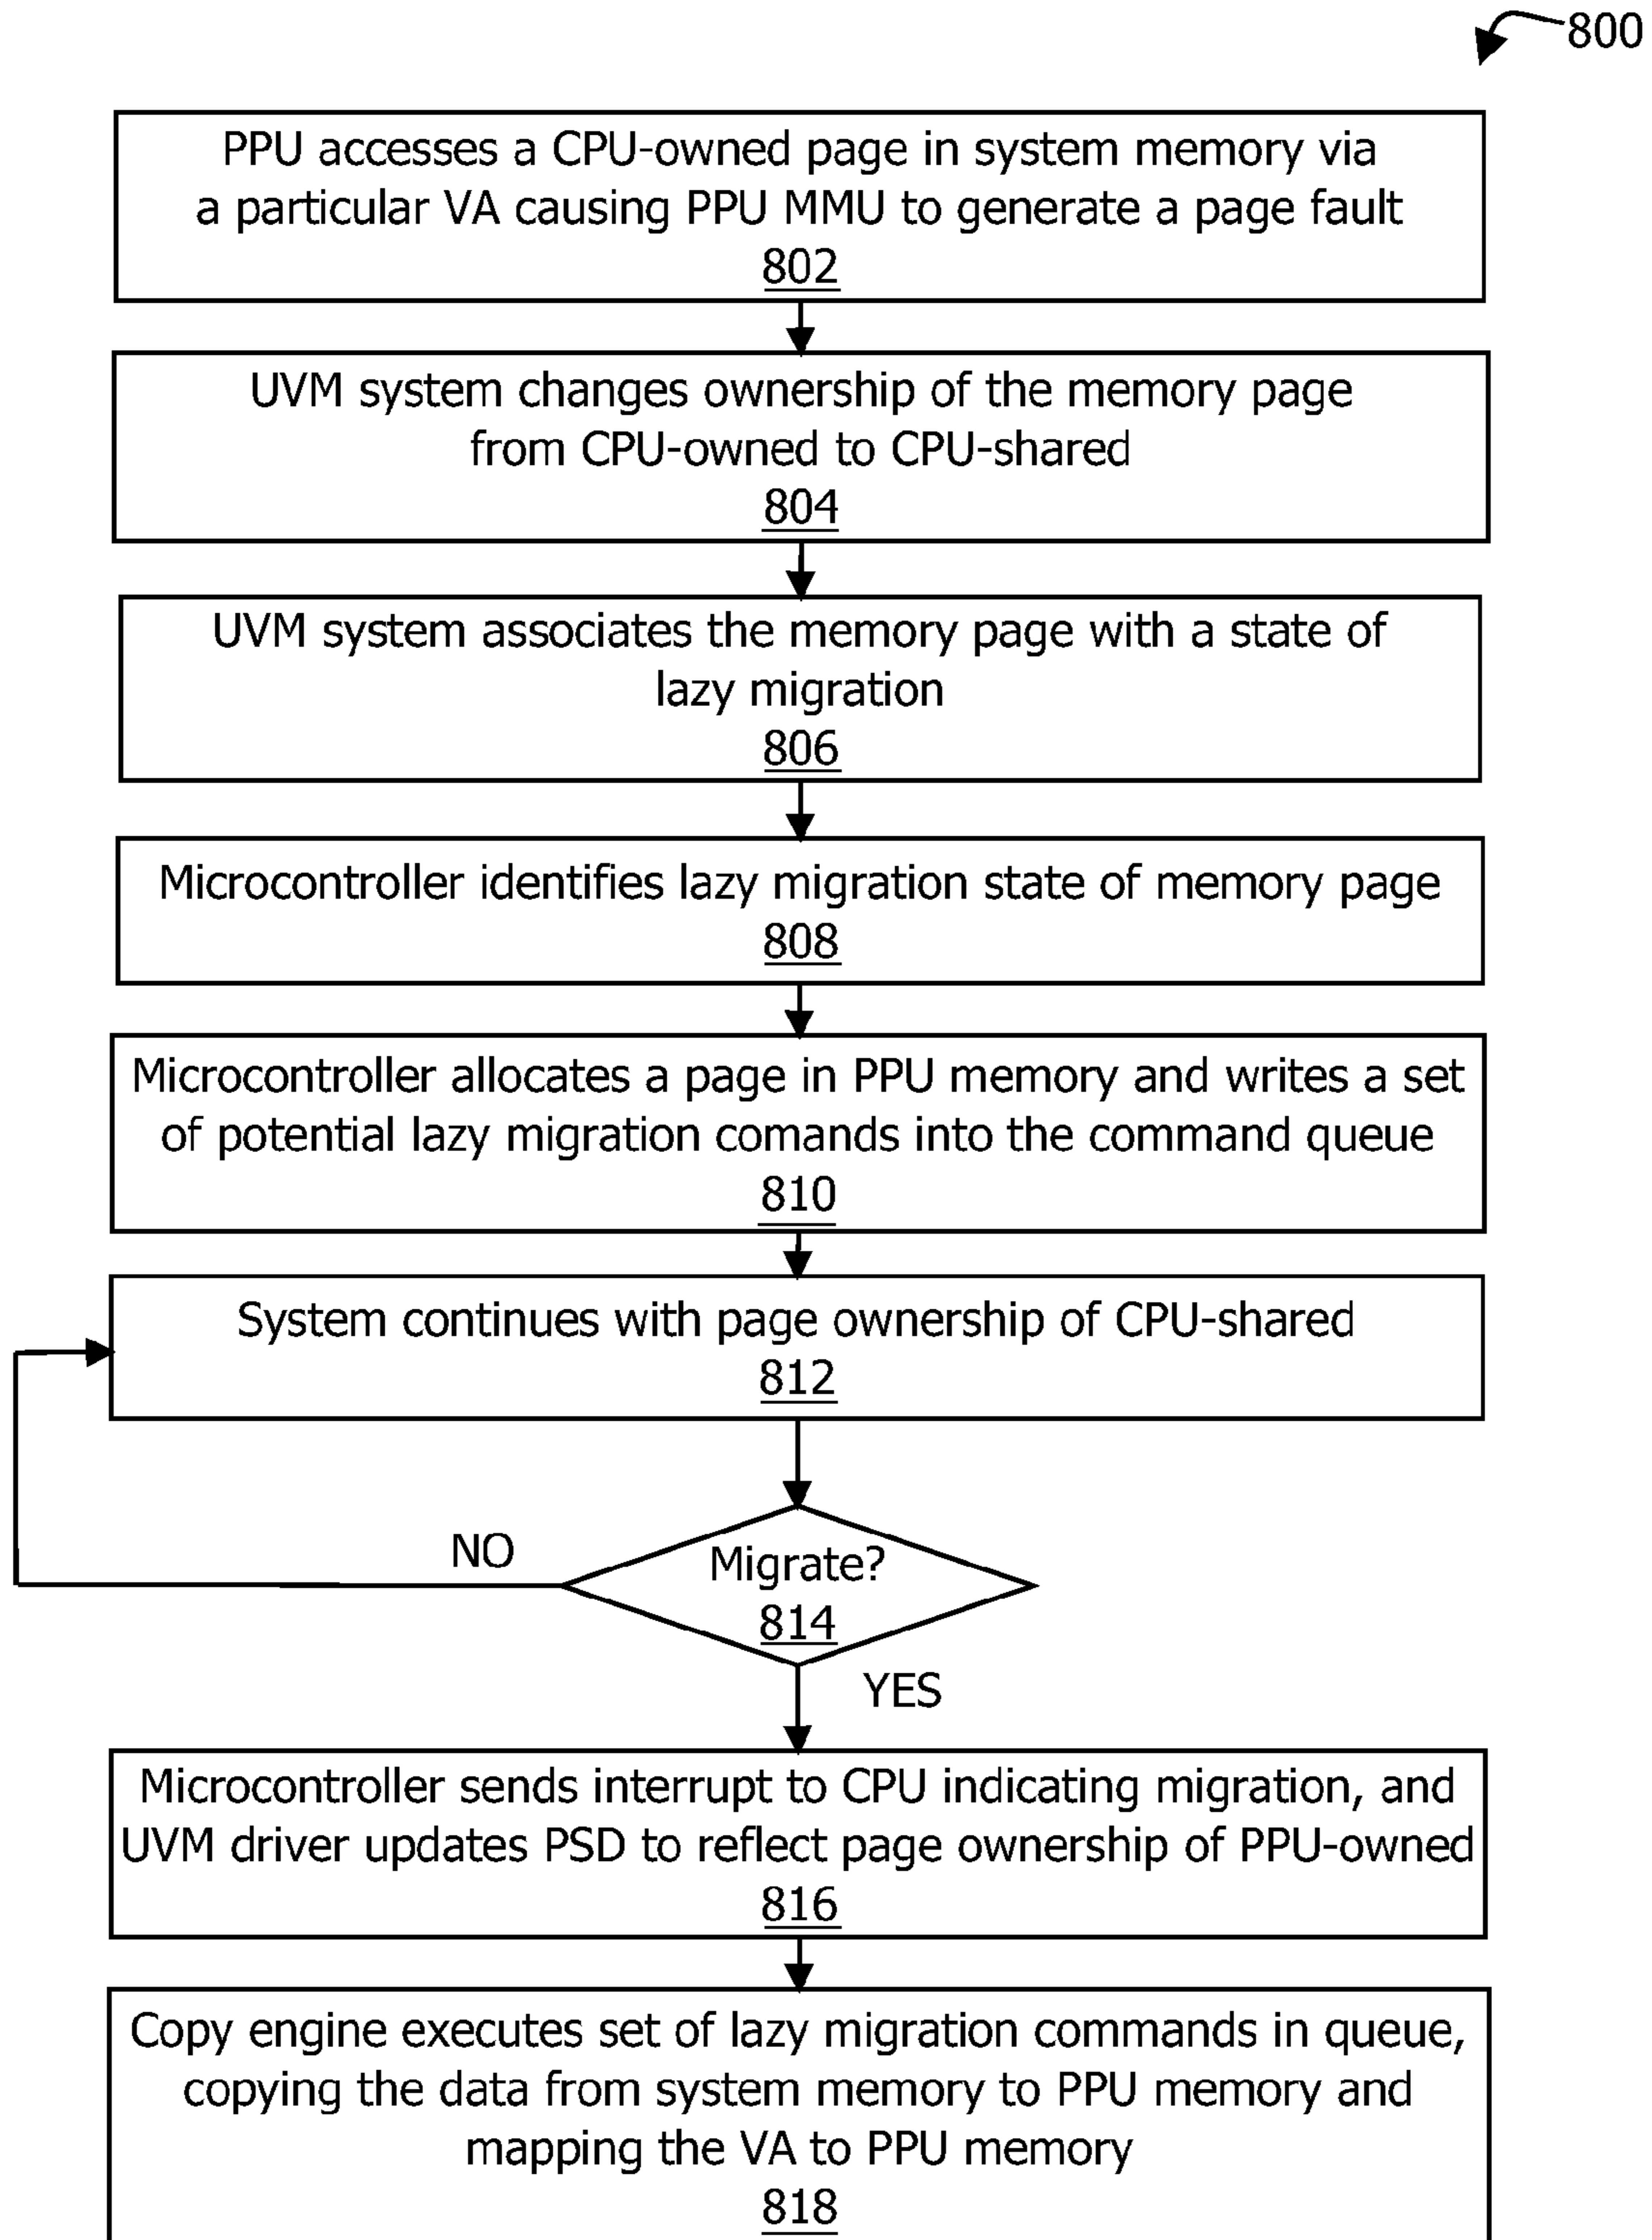 800
PPU accesses a CPU-owned page in system memory via
a particular VA causing PPU MMU to generate a page fault
802
UVM system changes ownership of the memory page
from CPU-owned to CPU-shared
804
UVM system associates the memory page with a state of
lazy migration
806
Microcontroller identifies lazy migration state of memory page
808
Microcontroller allocates a page in PPU memory and writes a set
of potential lazy migration comands into the command queue
810
System continues with page ownership of CPU-shared
812
NO
Migrate?
814
YES
Microcontroller sends interrupt to CPU indicating migration, and
UVM driver updates PSD to reflect page ownership of PPU-owned
816
Copy engine executes set of lazy migration commands in queue,
copying the data from system memory to PPU memory and
mapping the VA to PPU memory
818